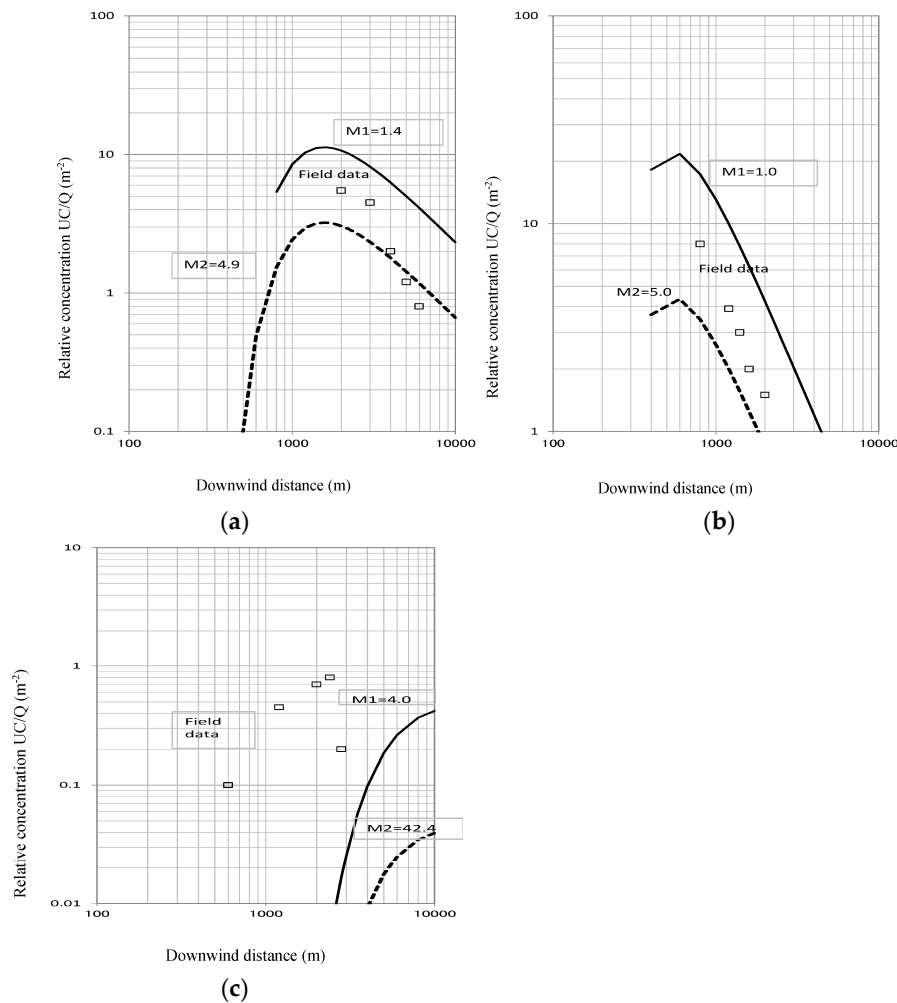 100
10
1
0.1
Relative concentration UC/Q (m-2)
M1=1.4
Field data
M2=4.9
100
1000
10000
Downwind distance (m)
(a)
100
10
1
Relative concentration UC/Q (m-2)
M1=1.0
Field data
M2=5.0
100
1000
10000
Downwind distance (m)
(b)
10
1
0.1
0.01
Relative concentration UC/Q (m-2)
M1=4.0
Field
data
M2=42.4
100
1000
10000
Downwind distance (m)
(c)